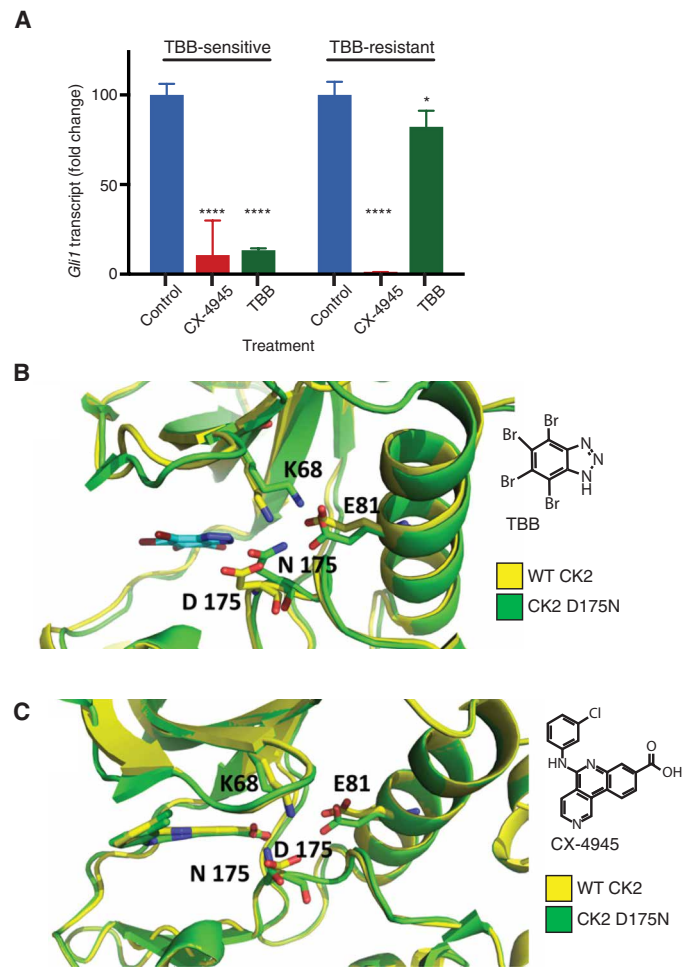 A
TBB-sensitive
TBB-resistant
Gli1 transcript (fold change)
100
50
0
****
****
****
*
Control
CX-4945
TBB
Control
CX-4945
TBB
Treatment
B
K68
E81
N 175
D 175
Br
Br
Br
Br
N
N
N
H
TBB
WT CK2
CK2 D175N
C
K68
E81
D 175
N 175
Cl
HN
N
O
OH
N
CX-4945
WT CK2
CK2 D175N